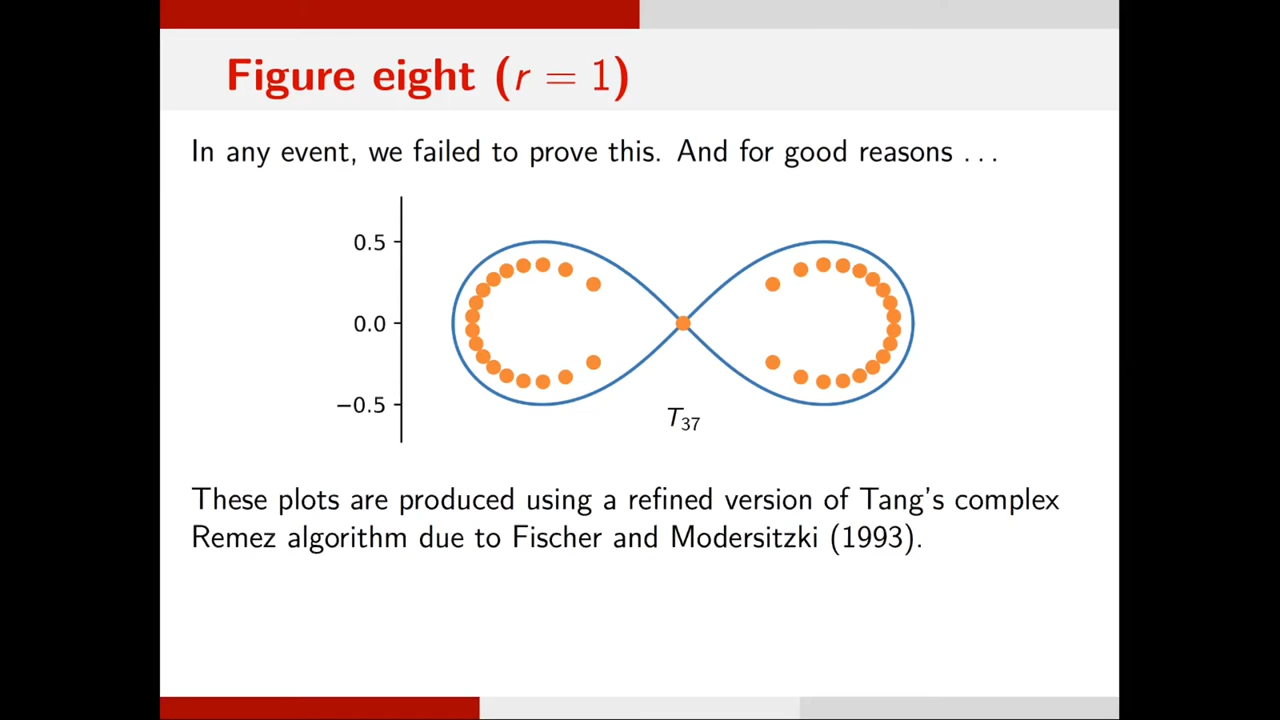 Figure eight (r = 1)
In any event, we failed to prove this. And for good reasons . . .
0.5
0.0
−0.5
T₃₇
These plots are produced using a refined version of Tang's complex
Remez algorithm due to Fischer and Modersitzki (1993).